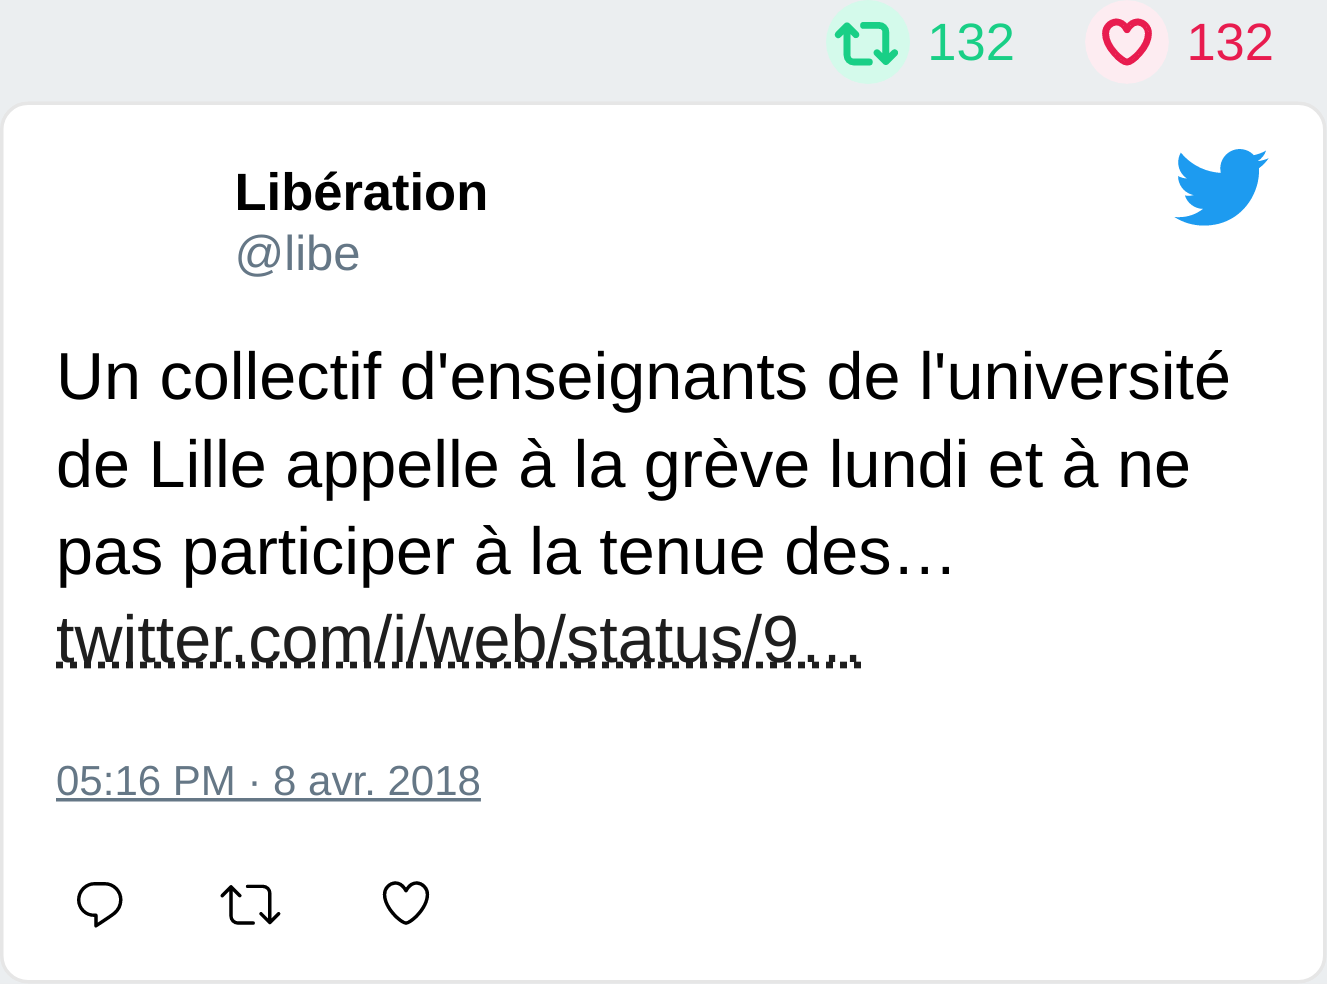 132 132
Libération
@libe
Un collectif d'enseignants de l'université
de Lille appelle à la grève lundi et à ne
pas participer à la tenue des…
twitter.com/i/web/status/9…
05:16 PM · 8 avr. 2018